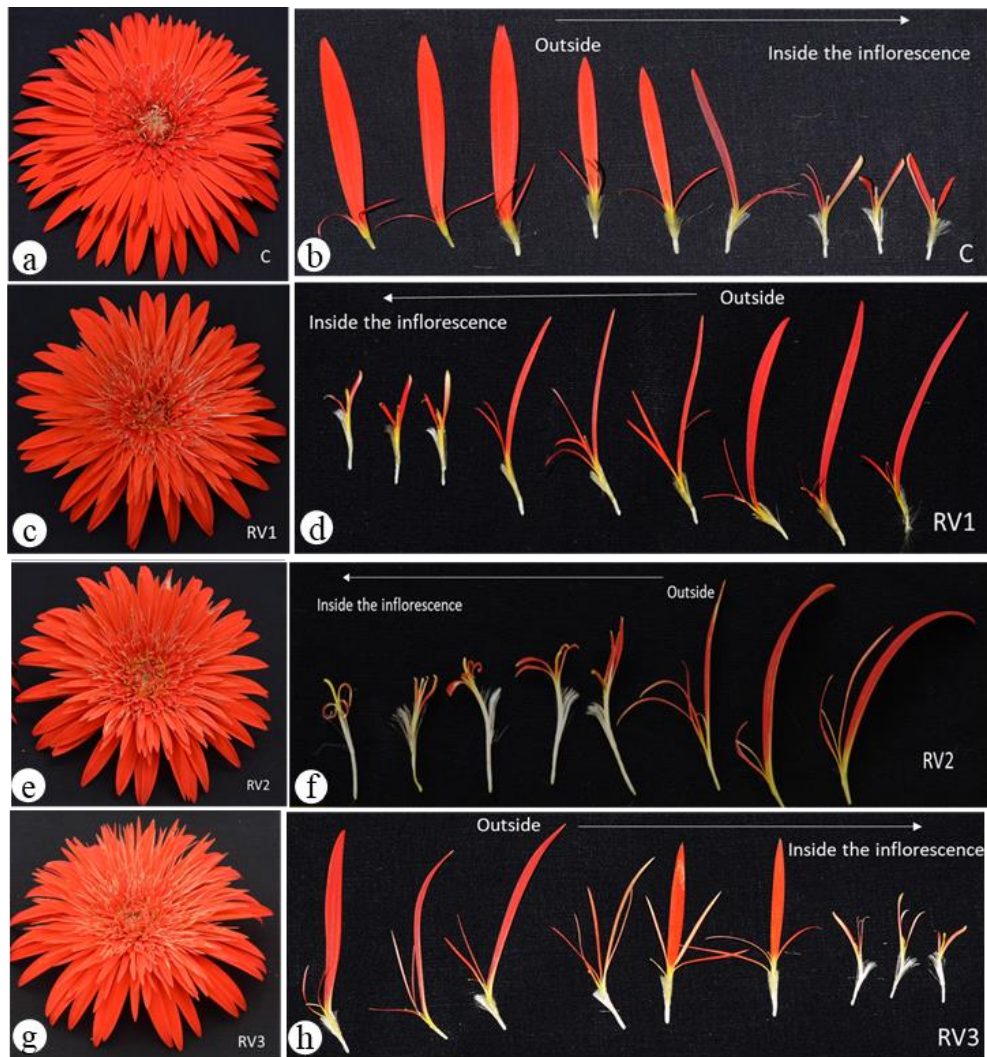 Outside
Inside the inflorescence
a
C
b
C
Outside
Inside the inflorescence
c
RV1
d
RV1
Outside
Inside the inflorescence
e
RV2
f
RV2
Outside
Inside the inflorescence
g
RV3
h
RV3